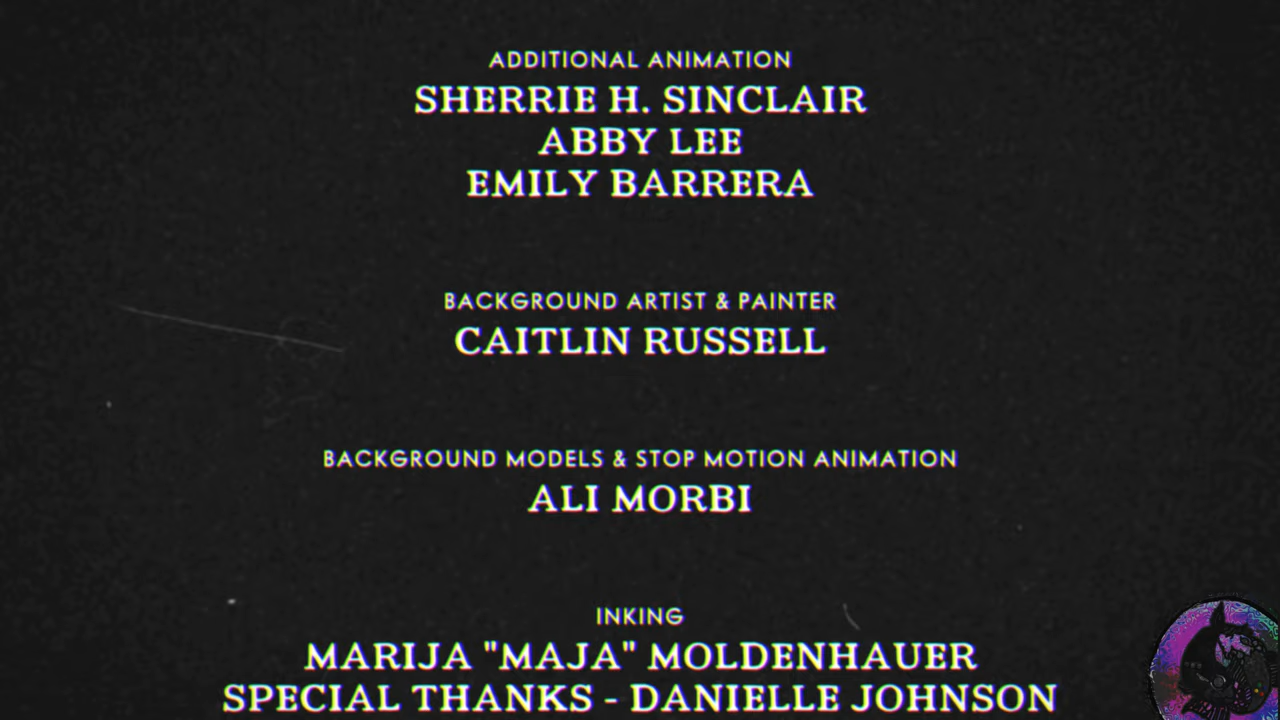 ADDITIONAL ANIMATION
SHERRIE H. SINCLAIR
ABBY LEE
EMILY BARRERA
BACKGROUND ARTIST & PAINTER
CAITLIN RUSSELL
BACKGROUND MODELS & STOP MOTION ANIMATION
ALI MORBI
INKING
MARIJA "MAJA" MOLDENHAUER
SPECIAL THANKS - DANIELLE JOHNSON